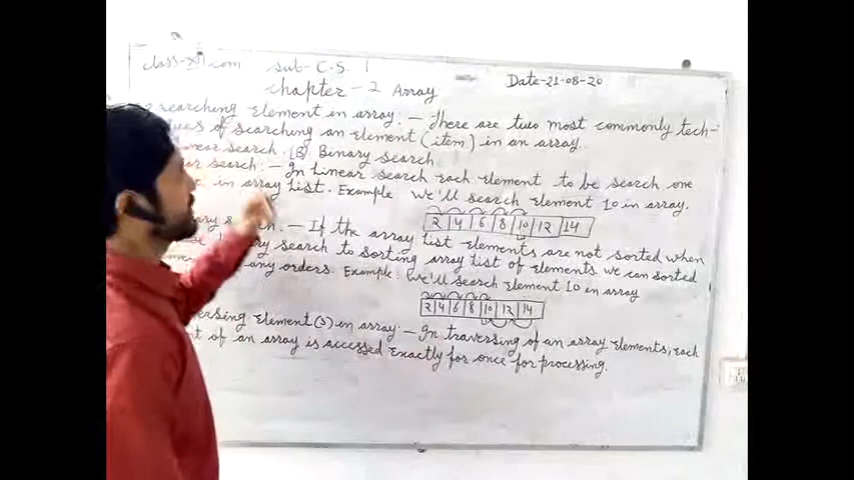 class-XII com sub- C.S. 1
chapter - 2 Array Date-21-08-20
searching Element in array: — There are two most commonly tech-
of searching an element (item) in an array.
search. [B] Binary search.
search: — In Linear search each element to be search one
in array list. Example We'll search element 10 in array.
2 4 6 8 10 12 14
— If the array list elements are not sorted when
search to sorting array list of elements we can sorted
any orders. Example: We'll search element 10 in array
2 4 6 8 10 12 14
Element(s) in array: — In traversing of an array elements, each
of an array is accessed Exactly for once for processing.